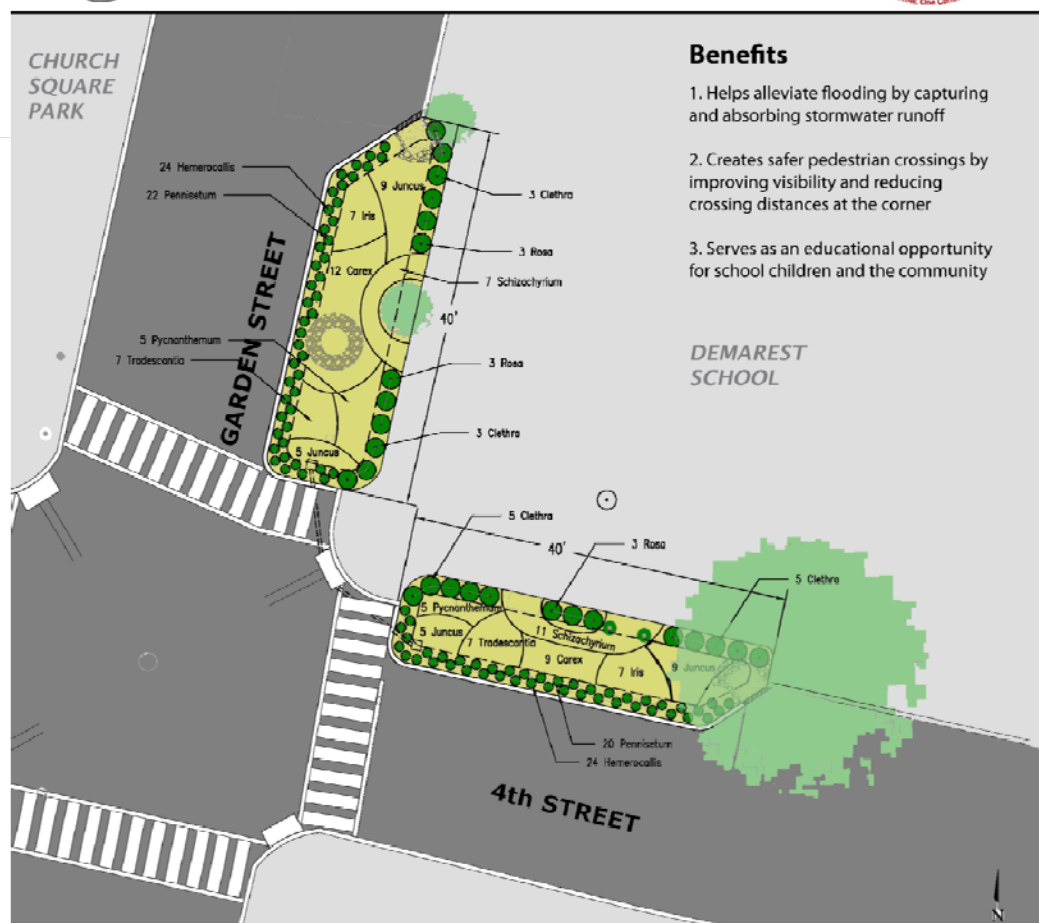 CHURCH
SQUARE
PARK
Benefits
1. Helps alleviate flooding by capturing
and absorbing stormwater runoff
2. Creates safer pedestrian crossings by
improving visibility and reducing
crossing distances at the corner
3. Serves as an educational opportunity
for school children and the community
DEMAREST
SCHOOL
24 Hemerocallis
22 Pennisetum
9 Juncus
7 Iris
12 Carex
3 Clethra
3 Rosa
7 Schizachyrium
40'
GARDEN STREET
5 Pycnanthemum
7 Tradescantia
3 Rosa
3 Clethra
5 Juncus
5 Clethra
3 Rosa
40'
5 Clethra
5 Pycnanthemum
5 Juncus
7 Tradescantia
11 Schizachyrium
9 Carex
7 Iris
9 Juncus
20 Pennisetum
24 Hemerocallis
4th STREET
N